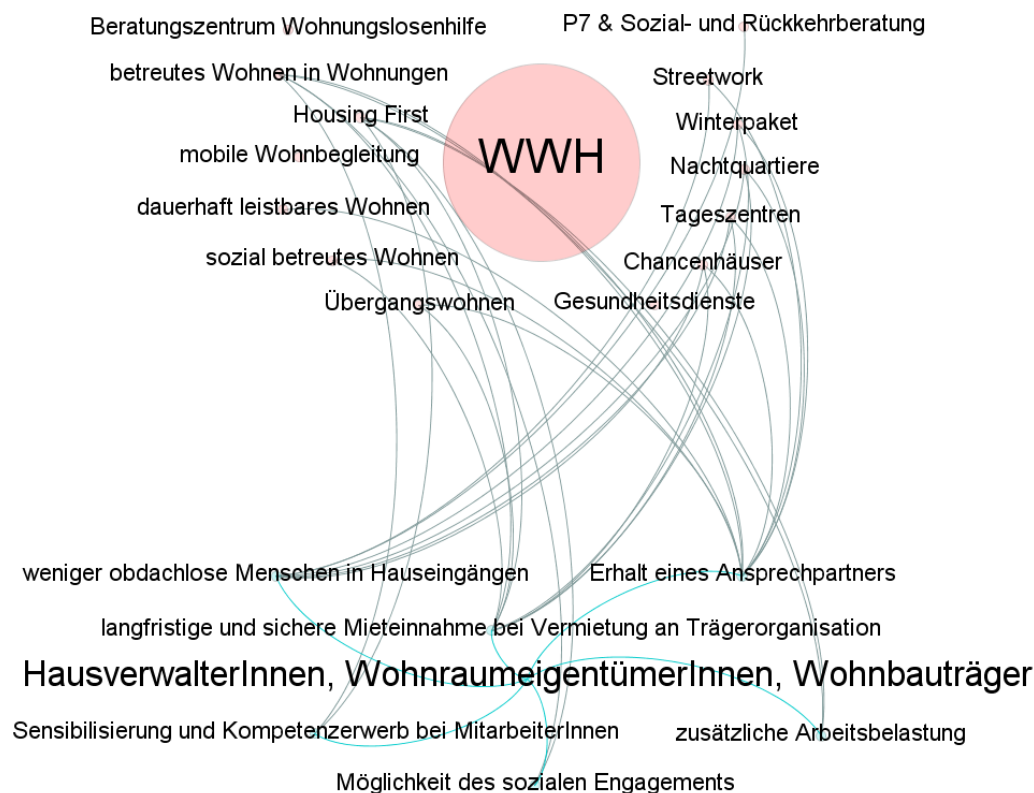 Beratungszentrum Wohnungslosenhilfe
P7 & Sozial- und Rückkehrberatung
betreutes Wohnen in Wohnungen
Streetwork
Housing First
Winterpaket
WWH
mobile Wohnbegleitung
Nachtquartiere
dauerhaft leistbares Wohnen
Tageszentren
sozial betreutes Wohnen
Chancenhäuser
Übergangswohnen
Gesundheitsdienste
weniger obdachlose Menschen in Hauseingängen
Erhalt eines Ansprechpartners
langfristige und sichere Mieteinnahme bei Vermietung an Trägerorganisation
HausverwalterInnen, WohnraumeigentümerInnen, Wohnbauträger
Sensibilisierung und Kompetenzerwerb bei MitarbeiterInnen
zusätzliche Arbeitsbelastung
Möglichkeit des sozialen Engagements